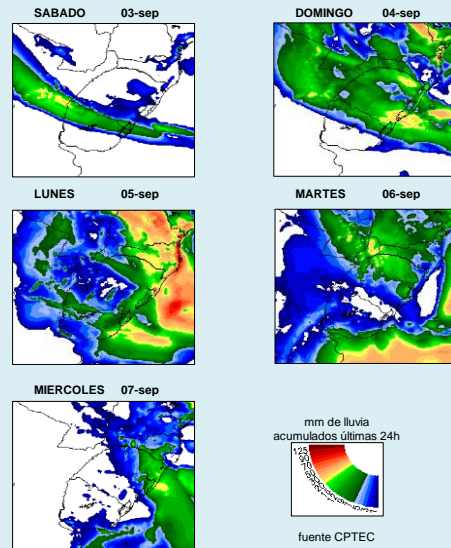 SABADO 03-sep
DOMINGO 04-sep
LUNES 05-sep
MARTES 06-sep
MIERCOLES 07-sep
mm de lluvia
acumulados últimas 24h
125
fuente CPTEC